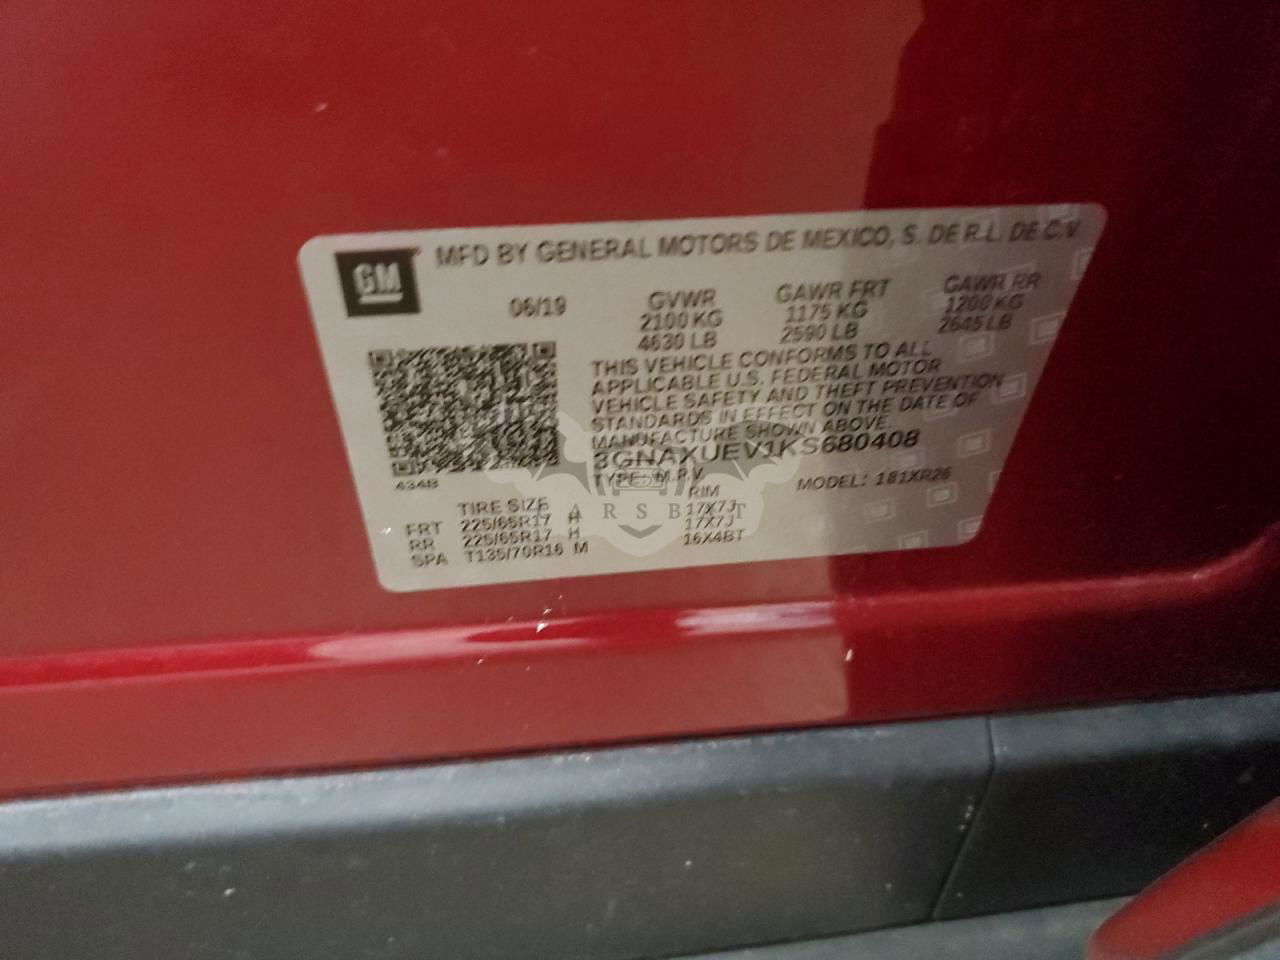 GM
MFD BY GENERAL MOTORS DE MEXICO, S. DE R.L. DE C.V.
06/19 GVWR GAWR FRT GAWR RR
2100 KG 1175 KG 1200 KG
4630 LB 2590 LB 2645 LB
THIS VEHICLE CONFORMS TO ALL
APPLICABLE U.S. FEDERAL MOTOR
VEHICLE SAFETY AND THEFT PREVENTION
STANDARDS IN EFFECT ON THE DATE OF
MANUFACTURE SHOWN ABOVE.
3GNAXUEV1KS680408
434B TYPE: M.P.V. MODEL: 181XR26
TIRE SIZE RIM
FRT 225/65R17 H 17X7J
RR 225/65R17 H 17X7J
SPA T135/70R16 M 16X4BT
CARSBAT